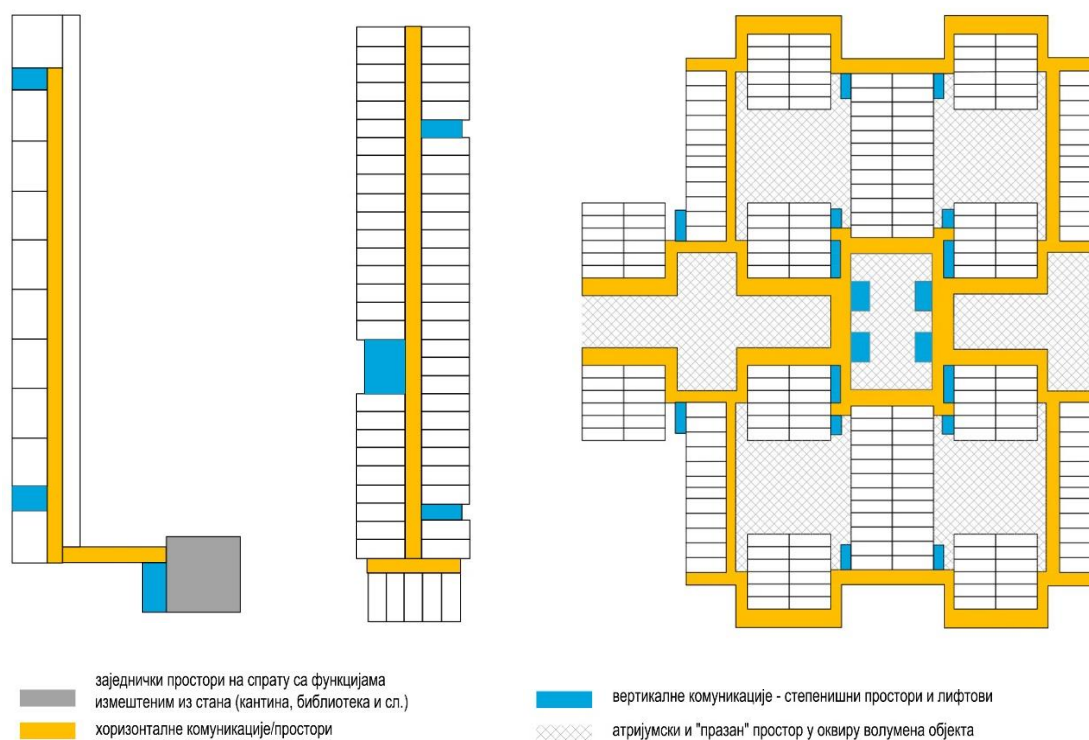 заједнички простори на спрату са функцијама
измештеним из стана (кантина, библиотека и сл.)
хоризонталне комуникације/простори
вертикалне комуникације - степенишни простори и лифтови
атријумски и "празан" простор у оквиру волумена објекта